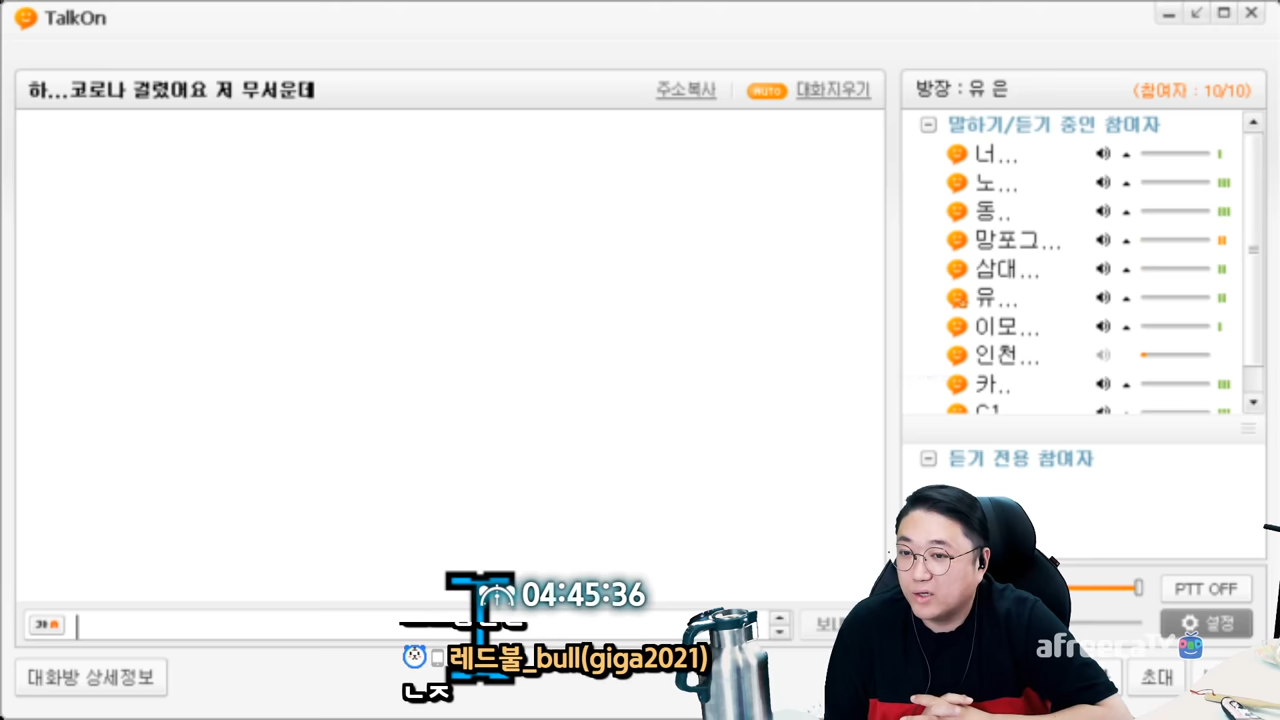 TalkOn
하...코로나 걸렸어요 저 무서운데
주소복사
AUTO
대화지우기
방장 : 유 은
(참여자 : 10/10)
말하기/듣기 중인 참여자
너...
노...
동..
망포그...
삼대...
유...
이모...
인천...
카..
듣기 전용 참여자
04:45:36
가
보내
PTT OFF
설정
레드불_bull(giga2021)
ㄴㅈ
afreecaTV
대화방 상세정보
초대